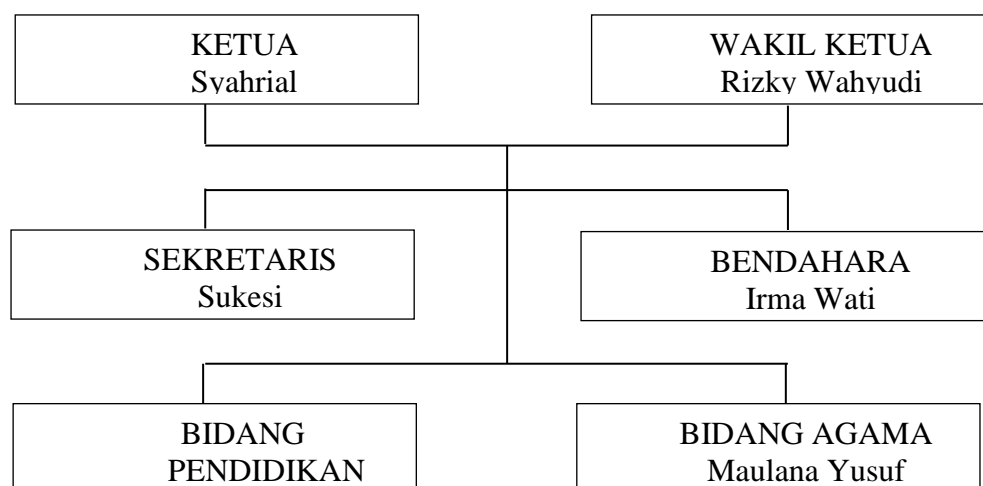 KETUA
Syahrial
WAKIL KETUA
Rizky Wahyudi
SEKRETARIS
Sukesi
BENDAHARA
Irma Wati
BIDANG
PENDIDIKAN
BIDANG AGAMA
Maulana Yusuf